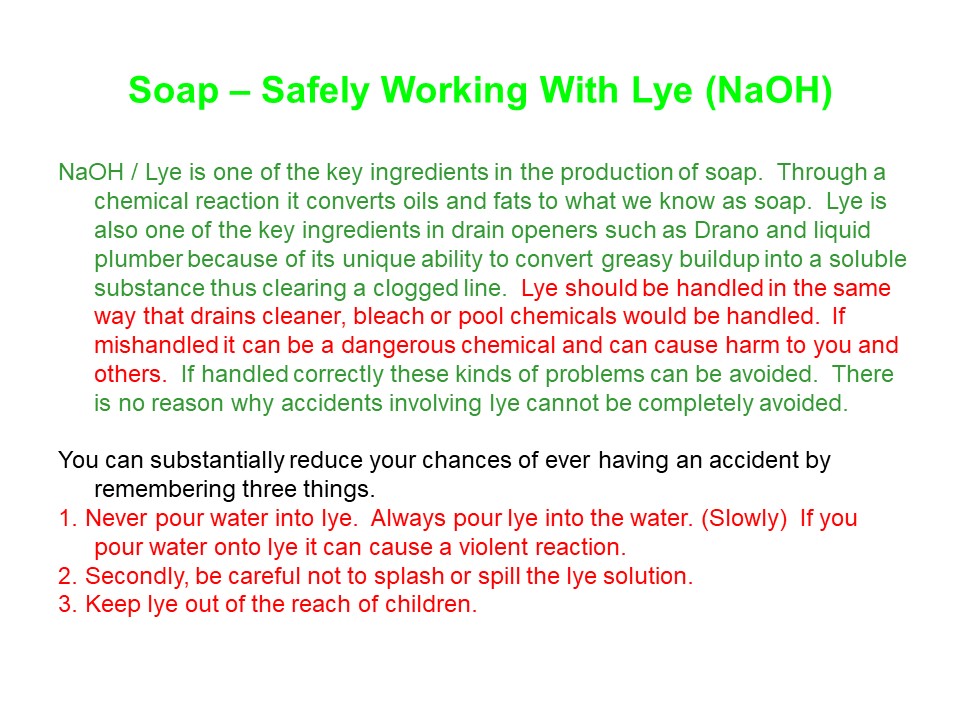 Soap – Safely Working With Lye (NaOH)
NaOH / Lye is one of the key ingredients in the production of soap.  Through a
chemical reaction it converts oils and fats to what we know as soap.  Lye is
also one of the key ingredients in drain openers such as Drano and liquid
plumber because of its unique ability to convert greasy buildup into a soluble
substance thus clearing a clogged line.  Lye should be handled in the same
way that drains cleaner, bleach or pool chemicals would be handled.  If
mishandled it can be a dangerous chemical and can cause harm to you and
others.  If handled correctly these kinds of problems can be avoided.  There
is no reason why accidents involving lye cannot be completely avoided.
You can substantially reduce your chances of ever having an accident by
remembering three things.
1. Never pour water into lye.  Always pour lye into the water. (Slowly)  If you
pour water onto lye it can cause a violent reaction.
2. Secondly, be careful not to splash or spill the lye solution.
3. Keep lye out of the reach of children.